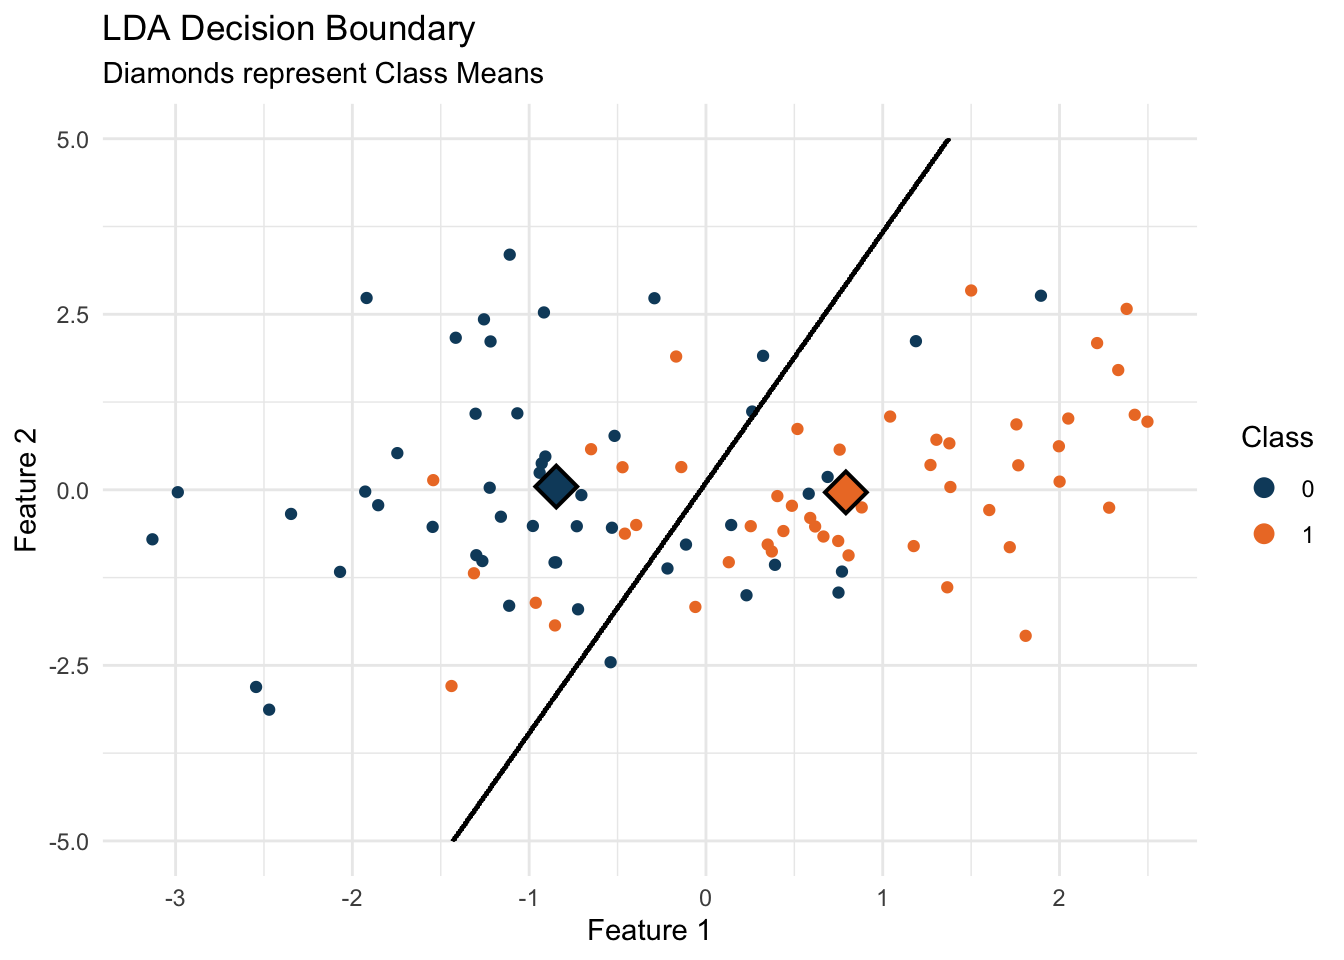 LDA Decision Boundary
Diamonds represent Class Means
5.0
2.5
0.0
-2.5
-5.0
Feature 2
-3
-2
-1
0
1
2
Feature 1
Class
0
1